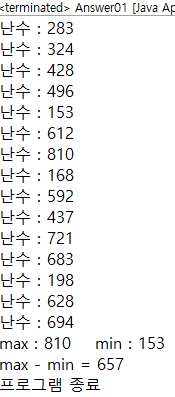 <terminated> Answer01 [Java Ap
난수 : 283
난수 : 324
난수 : 428
난수 : 496
난수 : 153
난수 : 612
난수 : 810
난수 : 168
난수 : 592
난수 : 437
난수 : 721
난수 : 683
난수 : 198
난수 : 628
난수 : 694
max : 810 min : 153
max - min = 657
프로그램 종료